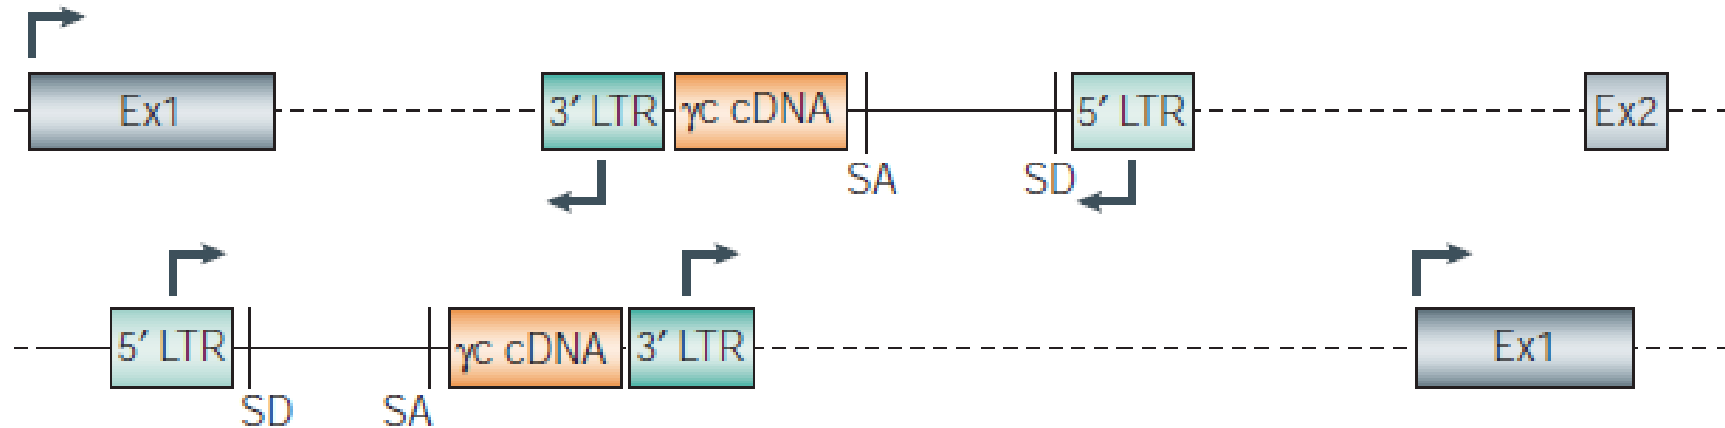 Ex1 3′ LTR γc cDNA 5′ LTR Ex2
SA SD
5′ LTR γc cDNA 3′ LTR Ex1
SD SA